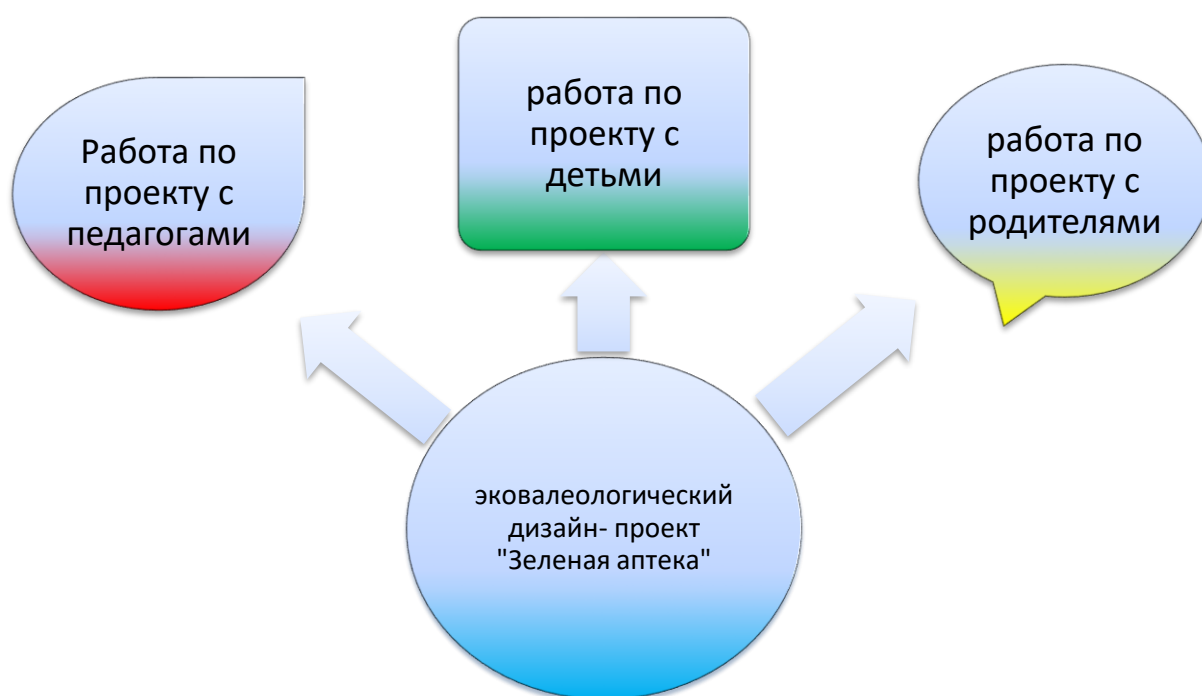 Работа по
проекту с
педагогами
работа по
проекту с
детьми
работа по
проекту с
родителями
эковалеологический
дизайн- проект
"Зеленая аптека"